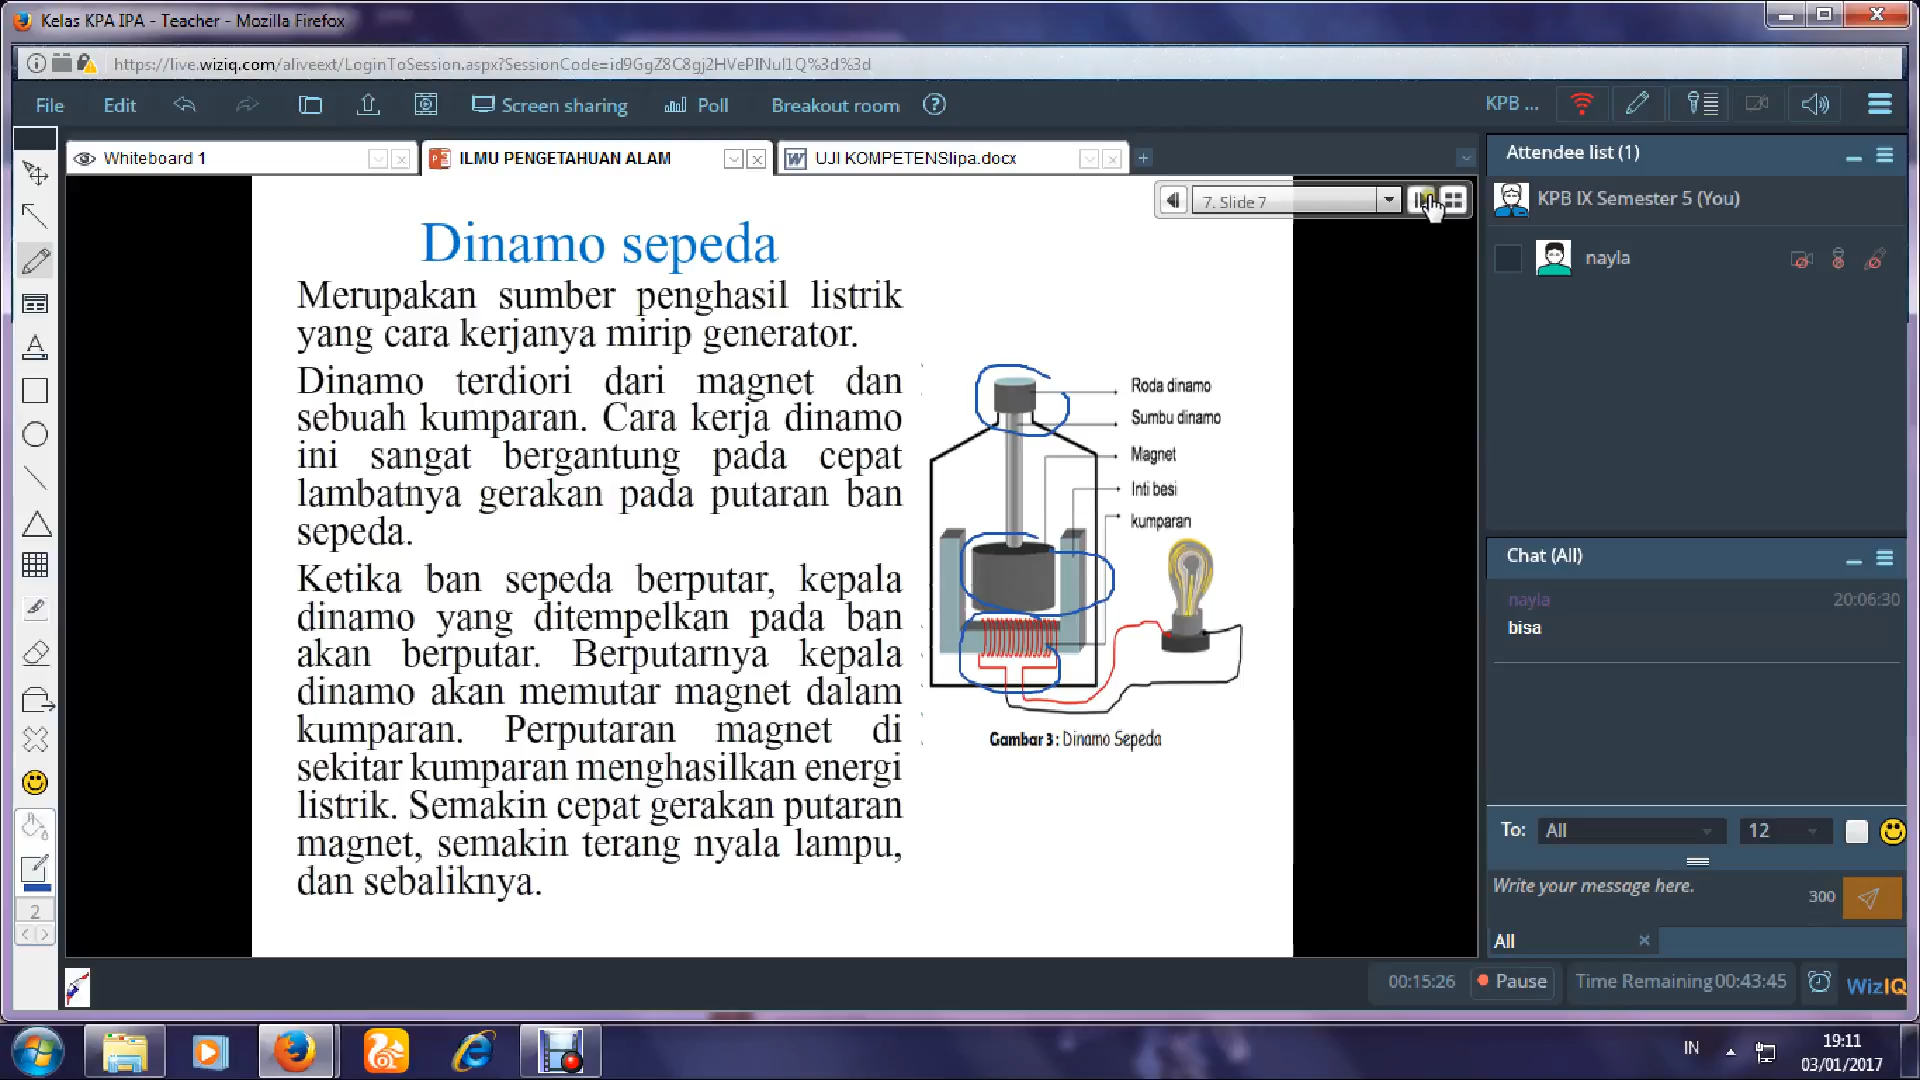 Kelas KPA IPA - Teacher - Mozilla Firefox
https://live.wiziq.com/aliveext/LoginToSession.aspx?SessionCode=id9GgZ8C8gj2HVePINul1Q%3d%3d
File Edit Screen sharing Poll Breakout room KPB ...
Whiteboard 1
ILMU PENGETAHUAN ALAM
UJI KOMPETENSIipa.docx
7. Slide 7
Dinamo sepeda
Merupakan sumber penghasil listrik
yang cara kerjanya mirip generator.
Dinamo terdiori dari magnet dan
sebuah kumparan. Cara kerja dinamo
ini sangat bergantung pada cepat
lambatnya gerakan pada putaran ban
sepeda.
Ketika ban sepeda berputar, kepala
dinamo yang ditempelkan pada ban
akan berputar. Berputarnya kepala
dinamo akan memutar magnet dalam
kumparan. Perputaran magnet di
sekitar kumparan menghasilkan energi
listrik. Semakin cepat gerakan putaran
magnet, semakin terang nyala lampu,
dan sebaliknya.
Roda dinamo
Sumbu dinamo
Magnet
Inti besi
kumparan
Gambar 3 : Dinamo Sepeda
2
Attendee list (1)
KPB IX Semester 5 (You)
nayla
Chat (All)
nayla 20:06:30
bisa
To: All 12
Write your message here. 300
All
00:15:26 Pause Time Remaining 00:43:45 WizIQ
IN 19:11
03/01/2017